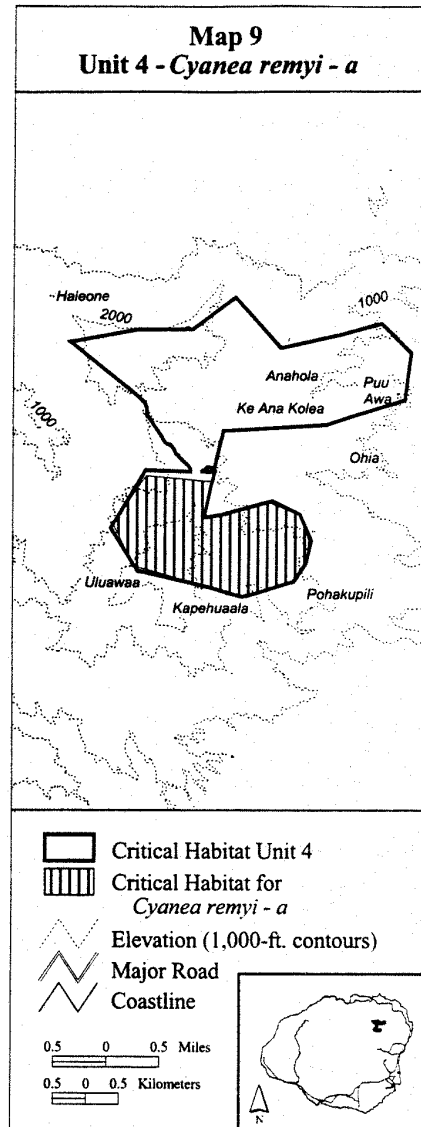 Map 9
Unit 4 - Cyanea remyi - a
Haleone
2000
1000
Anahola
Puu
Awa
Ke Ana Kolea
1000
Ohia
Uluawaa
Pohakupili
Kapehuaala
Critical Habitat Unit 4
Critical Habitat for
Cyanea remyi - a
Elevation (1,000-ft. contours)
Major Road
Coastline
0.5 0 0.5 Miles
0.5 0 0.5 Kilometers
N